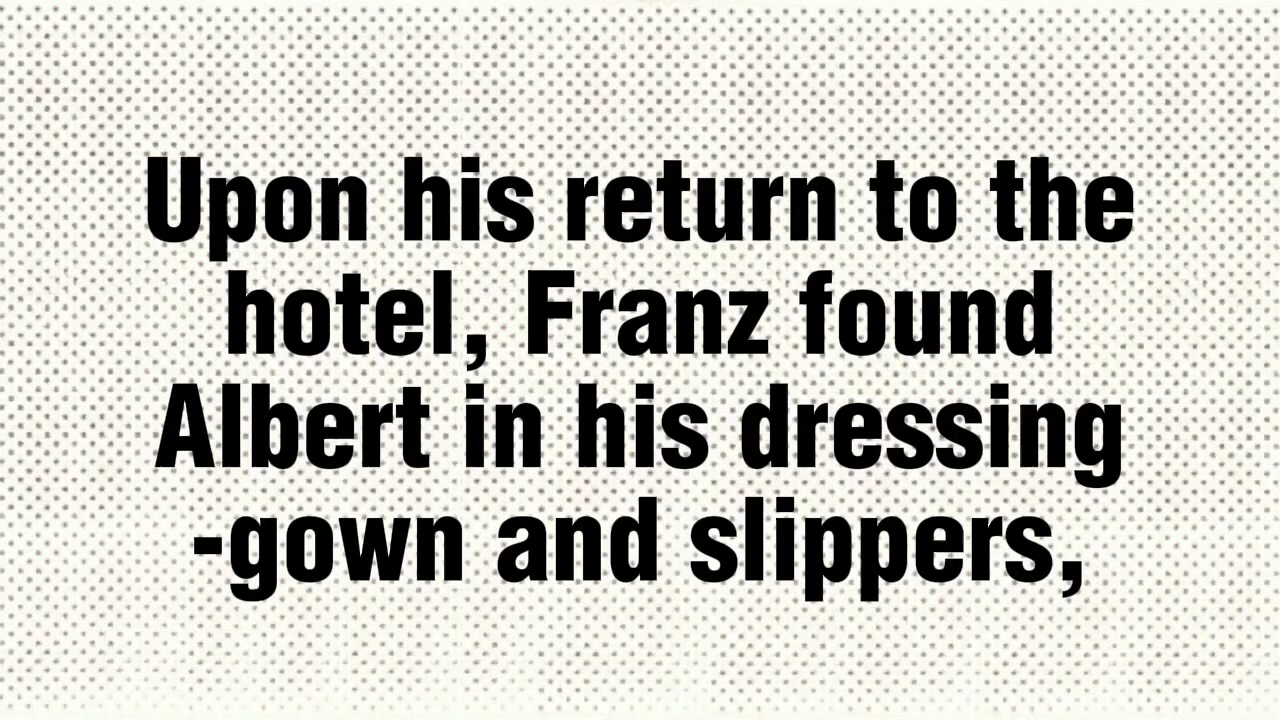 Upon his return to the
hotel, Franz found
Albert in his dressing
-gown and slippers,